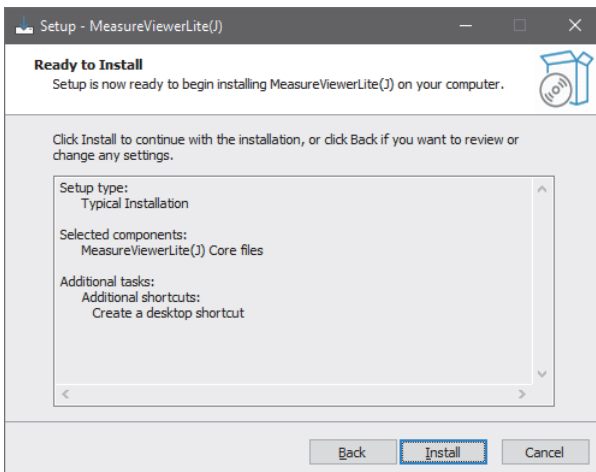 Setup - MeasureViewerLite(J)
Ready to Install
Setup is now ready to begin installing MeasureViewerLite(J) on your computer.
Click Install to continue with the installation, or click Back if you want to review or
change any settings.
Setup type:
Typical Installation
Selected components:
MeasureViewerLite(J) Core files
Additional tasks:
Additional shortcuts:
Create a desktop shortcut
Back Install Cancel